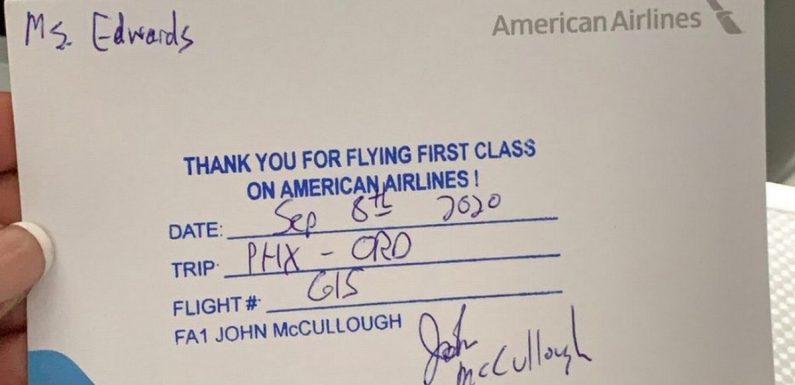 Ms. Edwards
American Airlines
THANK YOU FOR FLYING FIRST CLASS
ON AMERICAN AIRLINES !
DATE: Sep 8th 2020
TRIP: PHX - ORD
FLIGHT #: 615
FA1 JOHN McCULLOUGH
John
McCullough